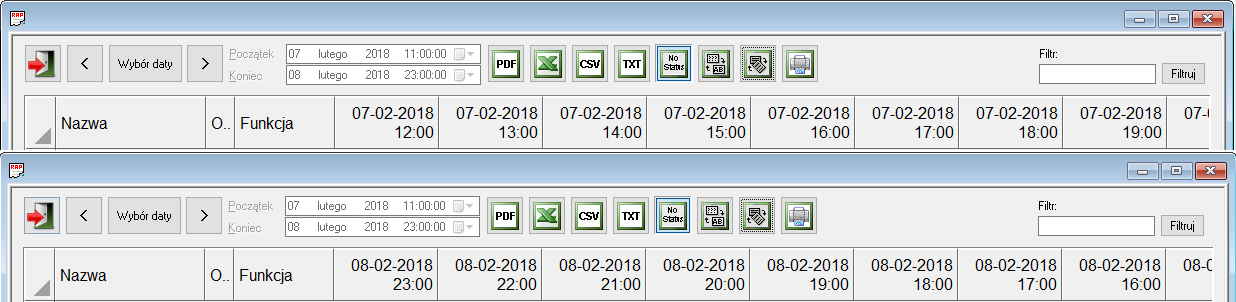 RAP
Początek 07 lutego 2018 11:00:00
Filtr:
< Wybór daty > PDF CSV TXT No Status AB
Koniec 08 lutego 2018 23:00:00
Filtruj
Nazwa O.. Funkcja 07-02-2018 12:00 07-02-2018 13:00 07-02-2018 14:00 07-02-2018 15:00 07-02-2018 16:00 07-02-2018 17:00 07-02-2018 18:00 07-02-2018 19:00 07-
RAP
Początek 07 lutego 2018 11:00:00
Filtr:
< Wybór daty > PDF CSV TXT No Status AB
Koniec 08 lutego 2018 23:00:00
Filtruj
Nazwa O.. Funkcja 08-02-2018 23:00 08-02-2018 22:00 08-02-2018 21:00 08-02-2018 20:00 08-02-2018 19:00 08-02-2018 18:00 08-02-2018 17:00 08-02-2018 16:00 08-